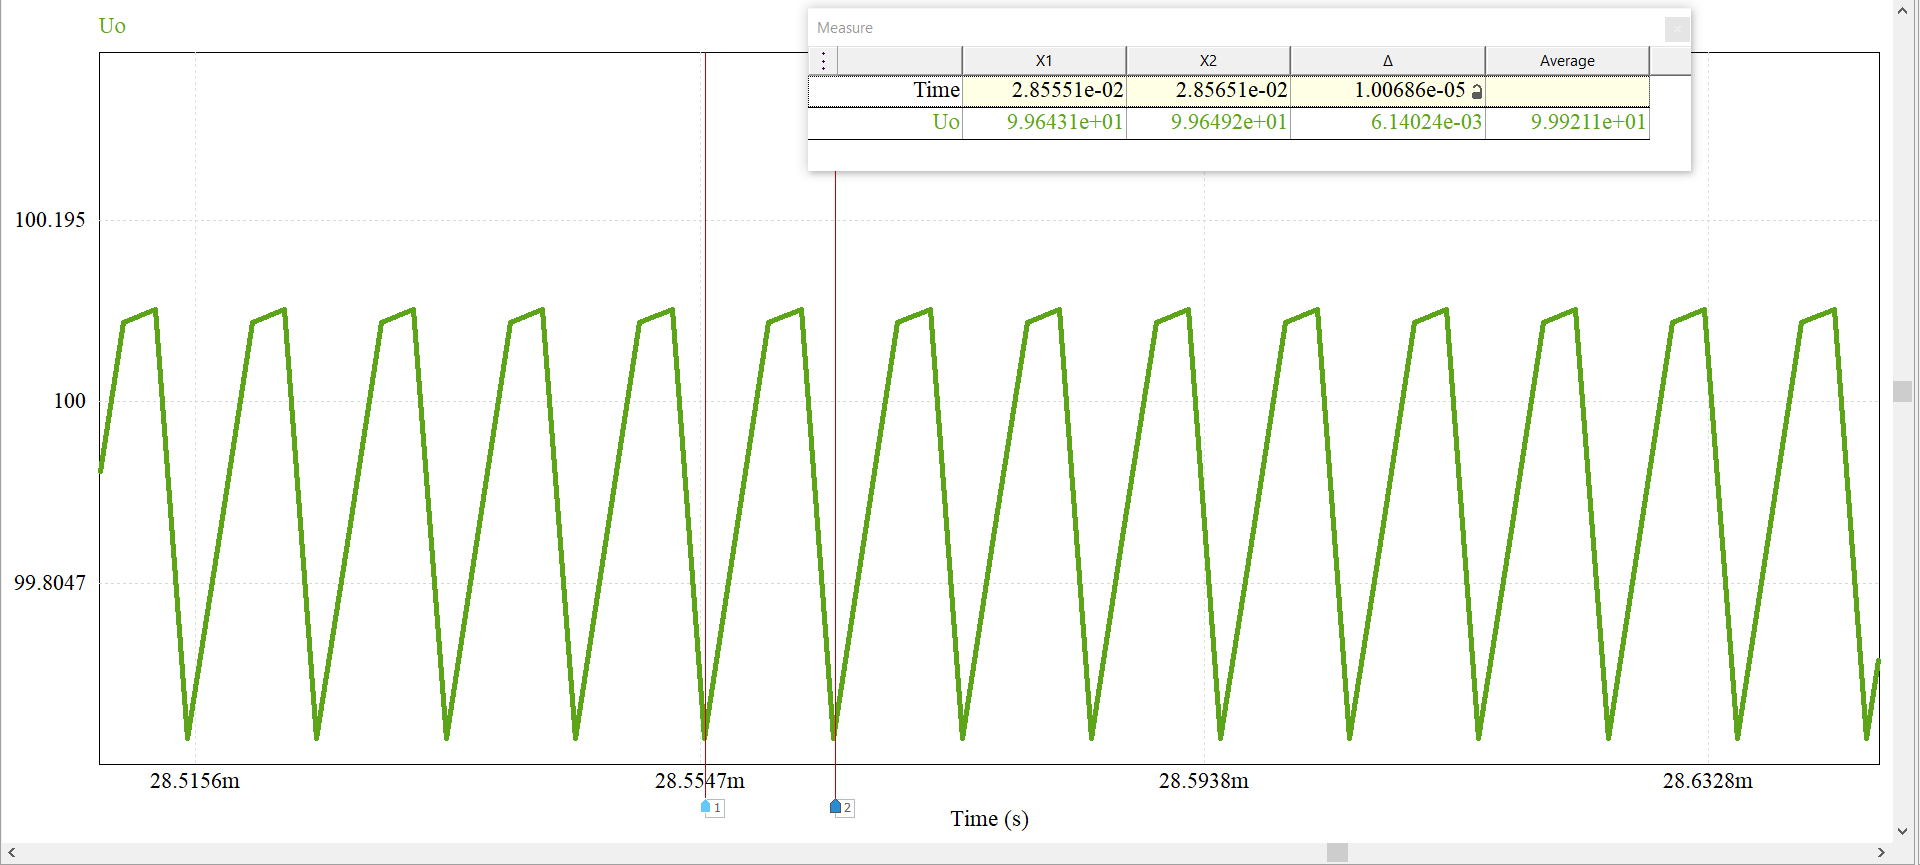 Uo
Measure
X1 X2 Δ Average
Time 2.85551e-02 2.85651e-02 1.00686e-05
Uo 9.96431e+01 9.96492e+01 6.14024e-03 9.99211e+01
100.195
100
99.8047
28.5156m 28.5547m 28.5938m 28.6328m
1 2
Time (s)